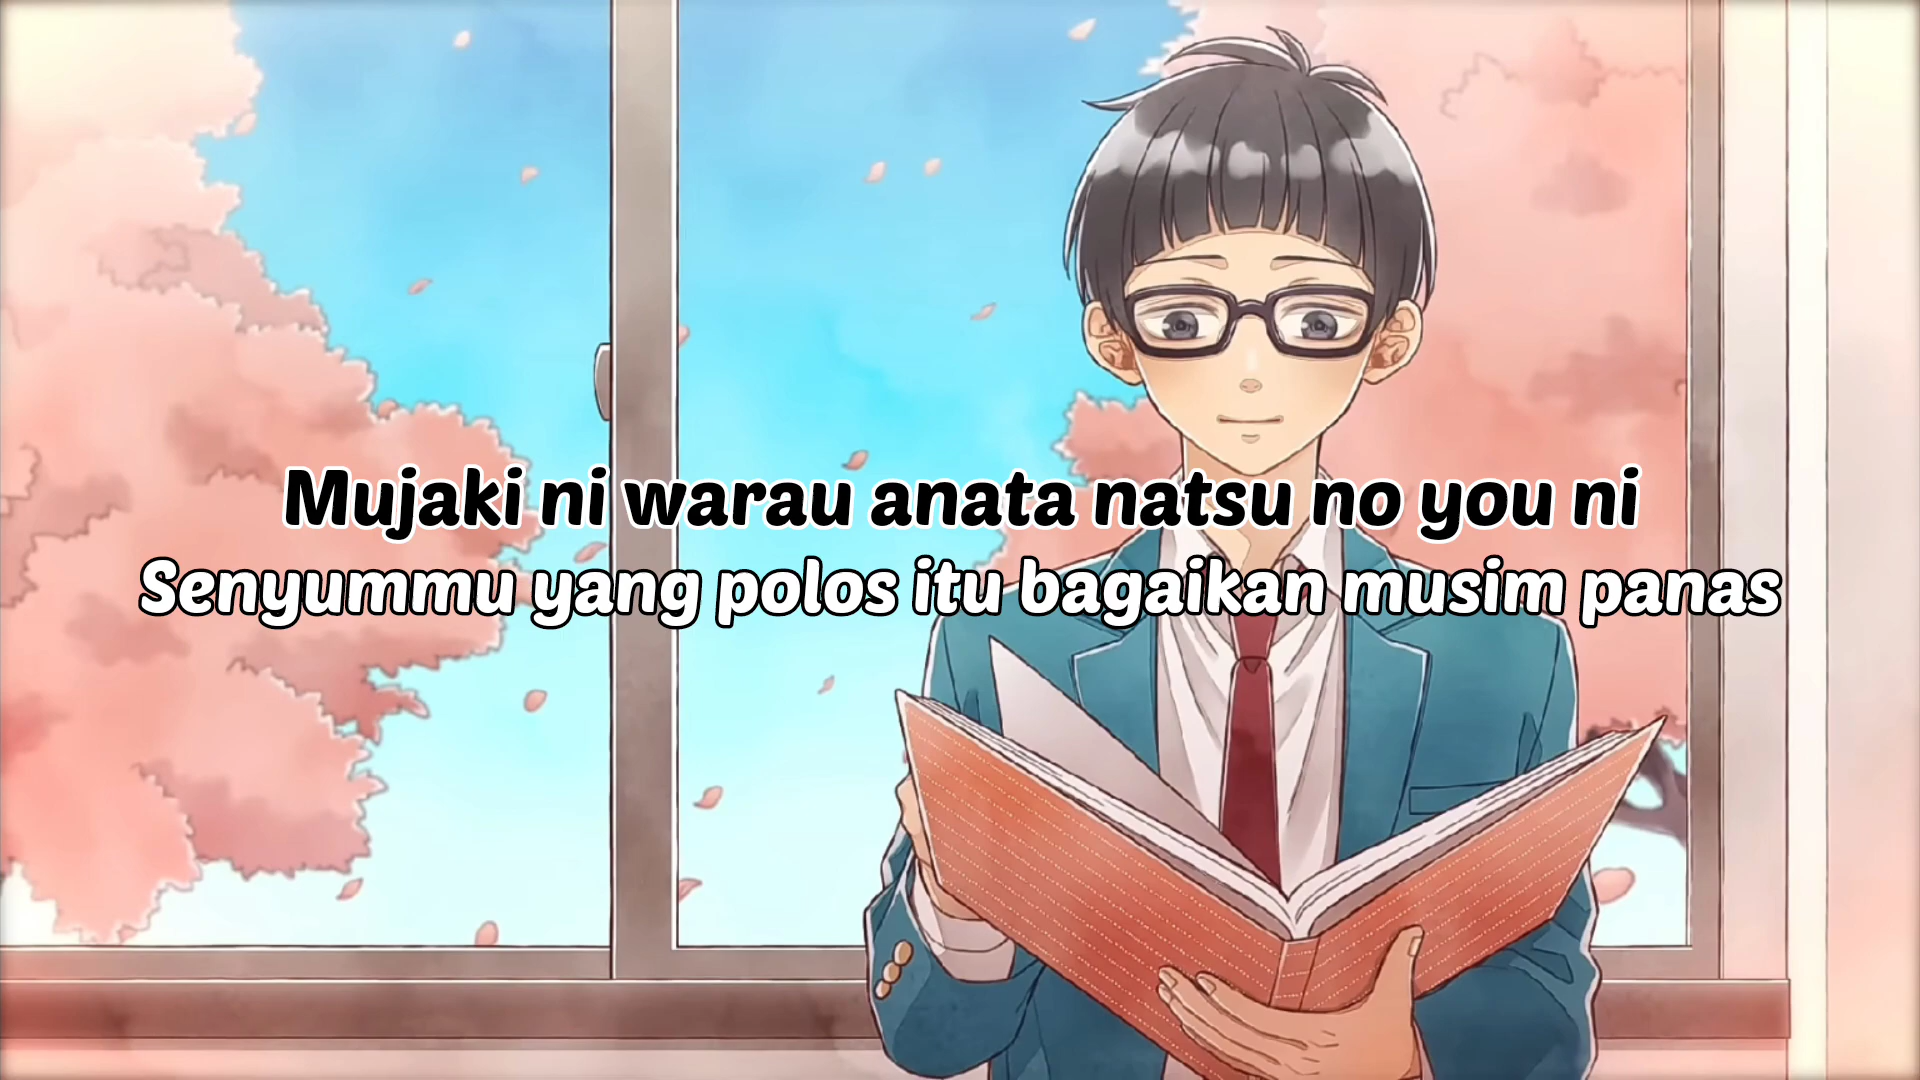 Mujaki ni warau anata natsu no you ni
Senyummu yang polos itu bagaikan musim panas